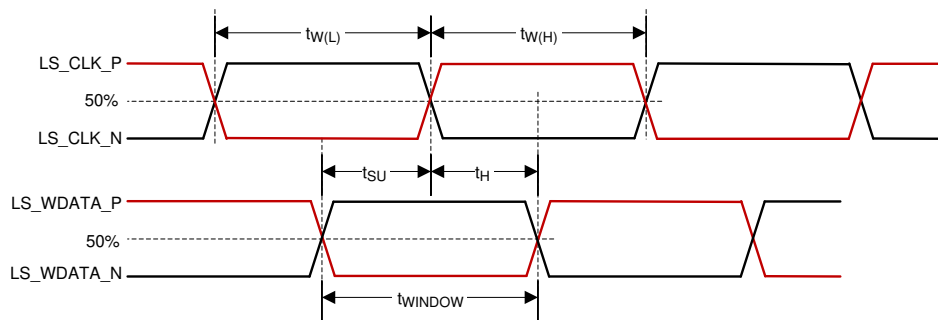 tW(L) tW(H)
LS_CLK_P
50%
LS_CLK_N
tSU tH
LS_WDATA_P
50%
LS_WDATA_N
tWINDOW